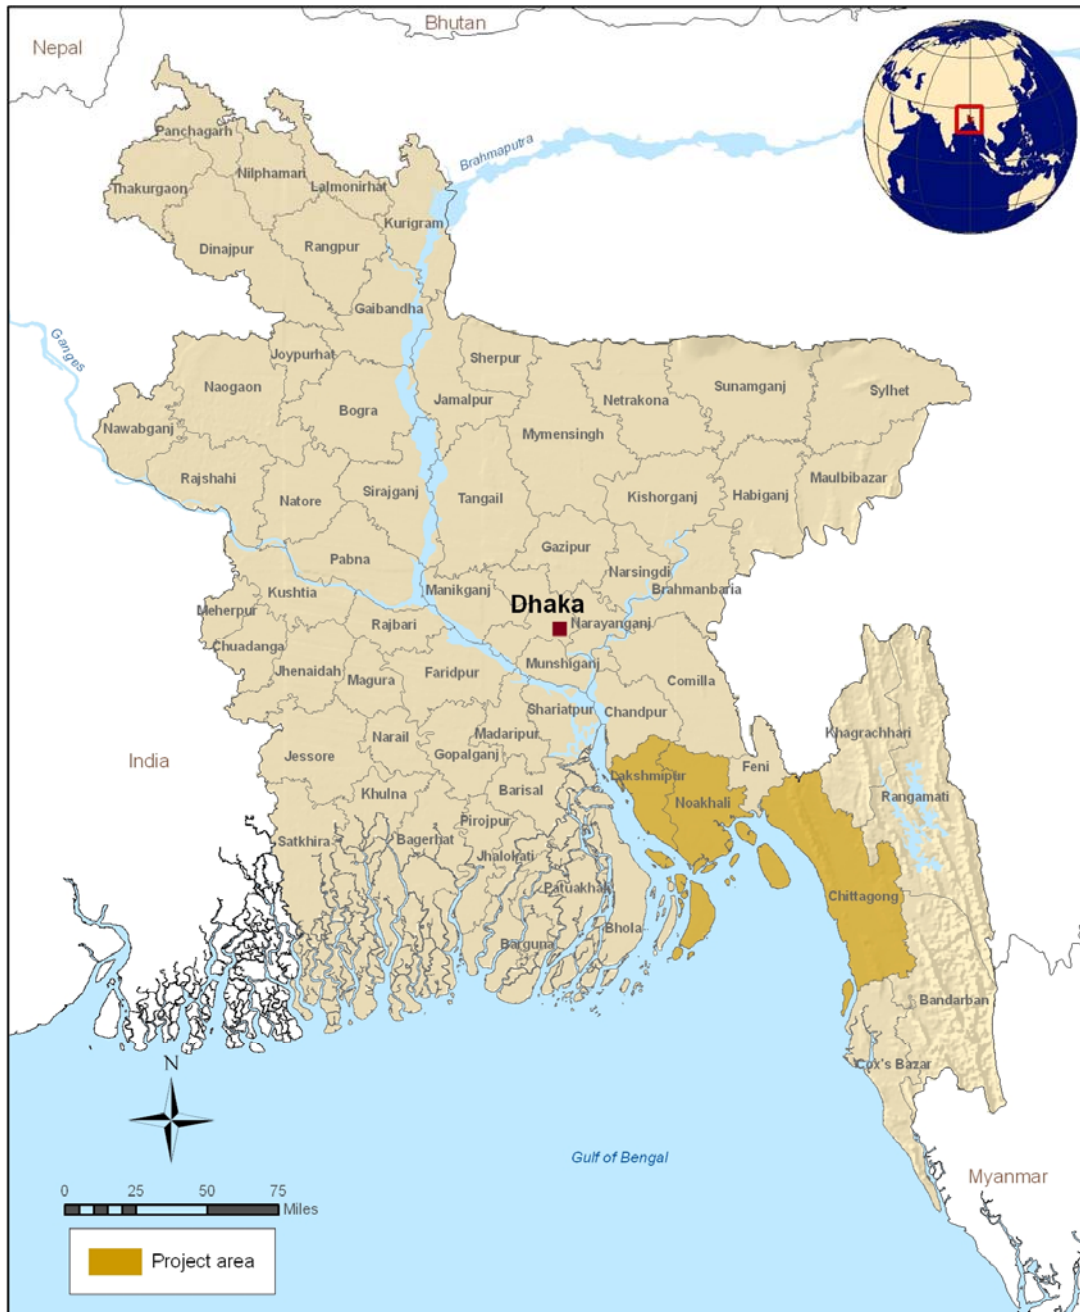 Bhutan
Nepal
Panchagarh
Brahmaputra
Nilphamari
Thakurgaon
Lalmonirhat
Kurigram
Dinajpur
Rangpur
Gaibandha
Ganges
Joypurhat
Sherpur
Naogaon
Sunamganj
Sylhet
Jamalpur
Netrakona
Bogra
Nawabganj
Mymensingh
Rajshahi
Maulbibazar
Sirajganj
Natore
Tangail
Kishorganj
Habiganj
Gazipur
Pabna
Narsingdi
Kushtia
Manikganj
Brahmanbaria
Dhaka
Meherpur
Rajbari
Narayanganj
Chuadanga
Munshiganj
Jhenaidah
Magura
Faridpur
Comilla
Shariatpur
Chandpur
Narail
Madaripur
Khagrachhari
Jessore
Gopalganj
India
Feni
Lakshmipur
Khulna
Barisal
Noakhali
Rangamati
Pirojpur
Satkhira
Bagerhat
Jhalokati
Patuakhali
Chittagong
Bhola
Barguna
Bandarban
Cox's Bazar
N
Gulf of Bengal
Myanmar
0 25 50 75
Miles
Project area